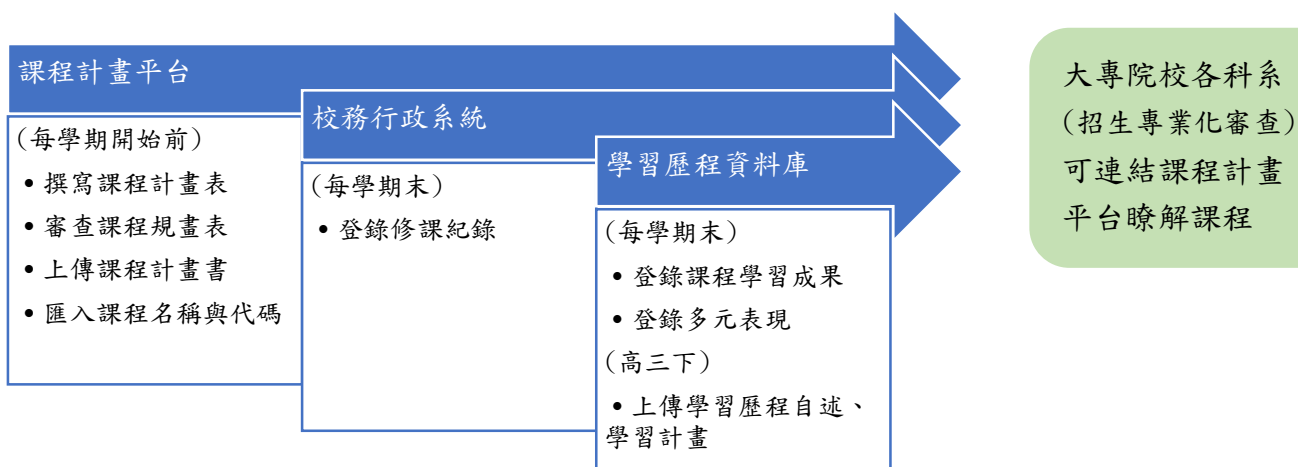 課程計畫平台
(每學期開始前)
• 撰寫課程計畫表
• 審查課程規畫表
• 上傳課程計畫書
• 匯入課程名稱與代碼
校務行政系統
(每學期末)
• 登錄修課紀錄
學習歷程資料庫
(每學期末)
• 登錄課程學習成果
• 登錄多元表現
(高三下)
• 上傳學習歷程自述、
學習計畫
大專院校各科系
(招生專業化審查)
可連結課程計畫
平台瞭解課程